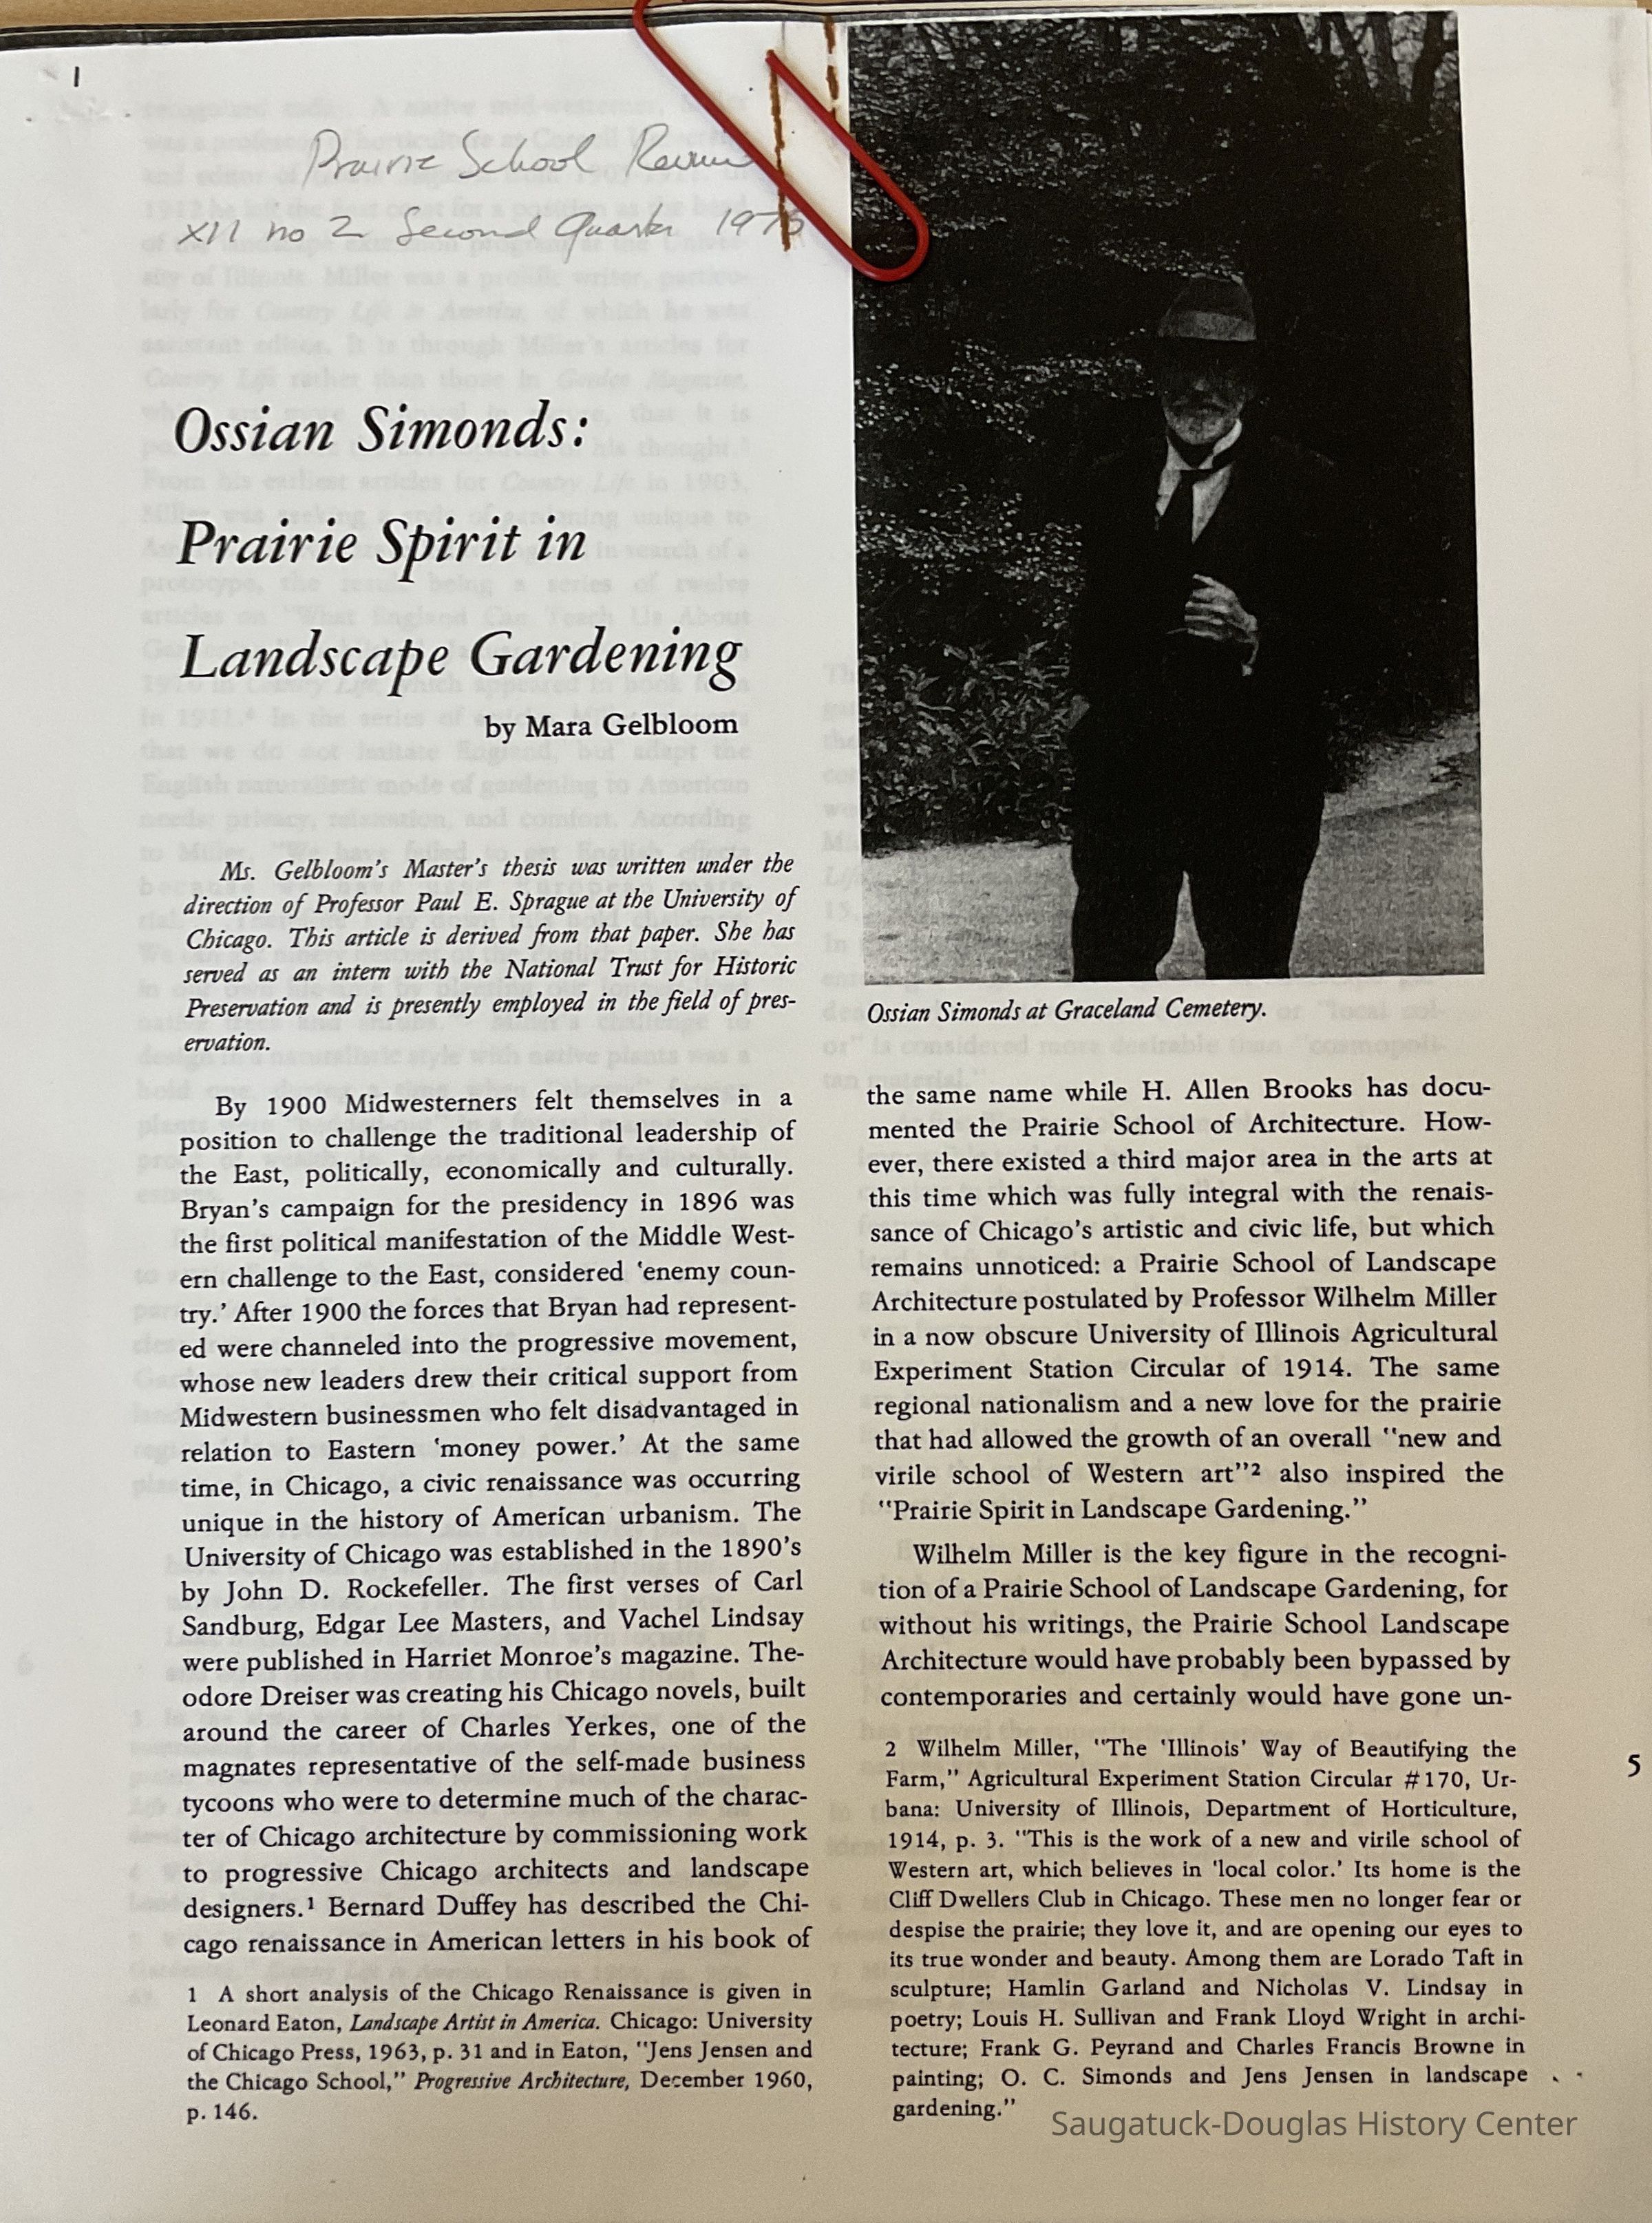 1
Prairie School Review
XII no 2 Second Quarter 1975
Ossian Simonds:
Prairie Spirit in
Landscape Gardening
by Mara Gelbloom
Ms. Gelbloom's Master's thesis was written under the
direction of Professor Paul E. Sprague at the University of
Chicago. This article is derived from that paper. She has
served as an intern with the National Trust for Historic
Preservation and is presently employed in the field of pres-
ervation.
Ossian Simonds at Graceland Cemetery.
By 1900 Midwesterners felt themselves in a
position to challenge the traditional leadership of
the East, politically, economically and culturally.
Bryan's campaign for the presidency in 1896 was
the first political manifestation of the Middle West-
ern challenge to the East, considered 'enemy coun-
try.' After 1900 the forces that Bryan had represent-
ed were channeled into the progressive movement,
whose new leaders drew their critical support from
Midwestern businessmen who felt disadvantaged in
relation to Eastern 'money power.' At the same
time, in Chicago, a civic renaissance was occurring
unique in the history of American urbanism. The
University of Chicago was established in the 1890's
by John D. Rockefeller. The first verses of Carl
Sandburg, Edgar Lee Masters, and Vachel Lindsay
were published in Harriet Monroe's magazine. The-
odore Dreiser was creating his Chicago novels, built
around the career of Charles Yerkes, one of the
magnates representative of the self-made business
tycoons who were to determine much of the charac-
ter of Chicago architecture by commissioning work
to progressive Chicago architects and landscape
designers.¹ Bernard Duffey has described the Chi-
cago renaissance in American letters in his book of
1 A short analysis of the Chicago Renaissance is given in
Leonard Eaton, Landscape Artist in America. Chicago: University
of Chicago Press, 1963, p. 31 and in Eaton, "Jens Jensen and
the Chicago School," Progressive Architecture, December 1960,
p. 146.
the same name while H. Allen Brooks has docu-
mented the Prairie School of Architecture. How-
ever, there existed a third major area in the arts at
this time which was fully integral with the renais-
sance of Chicago's artistic and civic life, but which
remains unnoticed: a Prairie School of Landscape
Architecture postulated by Professor Wilhelm Miller
in a now obscure University of Illinois Agricultural
Experiment Station Circular of 1914. The same
regional nationalism and a new love for the prairie
that had allowed the growth of an overall "new and
virile school of Western art"² also inspired the
"Prairie Spirit in Landscape Gardening."
Wilhelm Miller is the key figure in the recogni-
tion of a Prairie School of Landscape Gardening, for
without his writings, the Prairie School Landscape
Architecture would have probably been bypassed by
contemporaries and certainly would have gone un-
2 Wilhelm Miller, "The 'Illinois' Way of Beautifying the
Farm," Agricultural Experiment Station Circular #170, Ur-
bana: University of Illinois, Department of Horticulture,
1914, p. 3. "This is the work of a new and virile school of
Western art, which believes in 'local color.' Its home is the
Cliff Dwellers Club in Chicago. These men no longer fear or
despise the prairie; they love it, and are opening our eyes to
its true wonder and beauty. Among them are Lorado Taft in
sculpture; Hamlin Garland and Nicholas V. Lindsay in
poetry; Louis H. Sullivan and Frank Lloyd Wright in archi-
tecture; Frank G. Peyrand and Charles Francis Browne in
painting; O. C. Simonds and Jens Jensen in landscape
gardening."
5
Saugatuck-Douglas History Center